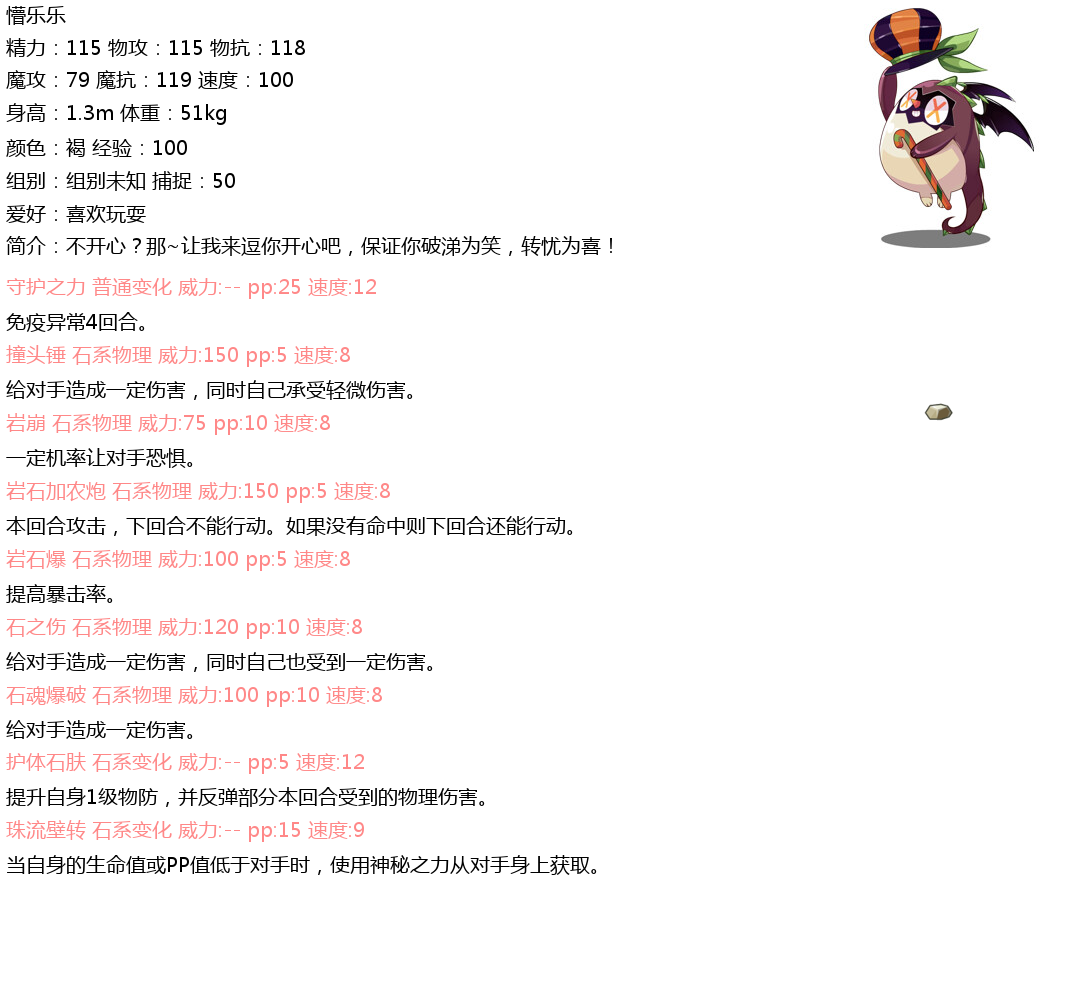 懵乐乐
精力：115 物攻：115 物抗：118
魔攻：79 魔抗：119 速度：100
身高：1.3m 体重：51kg
颜色：褐 经验：100
组别：组别未知 捕捉：50
爱好：喜欢玩耍
简介：不开心？那~让我来逗你开心吧，保证你破涕为笑，转忧为喜！
守护之力 普通变化 威力:-- pp:25 速度:12
免疫异常4回合。
撞头锤 石系物理 威力:150 pp:5 速度:8
给对手造成一定伤害，同时自己承受轻微伤害。
岩崩 石系物理 威力:75 pp:10 速度:8
一定机率让对手恐惧。
岩石加农炮 石系物理 威力:150 pp:5 速度:8
本回合攻击，下回合不能行动。如果没有命中则下回合还能行动。
岩石爆 石系物理 威力:100 pp:5 速度:8
提高暴击率。
石之伤 石系物理 威力:120 pp:10 速度:8
给对手造成一定伤害，同时自己也受到一定伤害。
石魂爆破 石系物理 威力:100 pp:10 速度:8
给对手造成一定伤害。
护体石肤 石系变化 威力:-- pp:5 速度:12
提升自身1级物防，并反弹部分本回合受到的物理伤害。
珠流壁转 石系变化 威力:-- pp:15 速度:9
当自身的生命值或PP值低于对手时，使用神秘之力从对手身上获取。